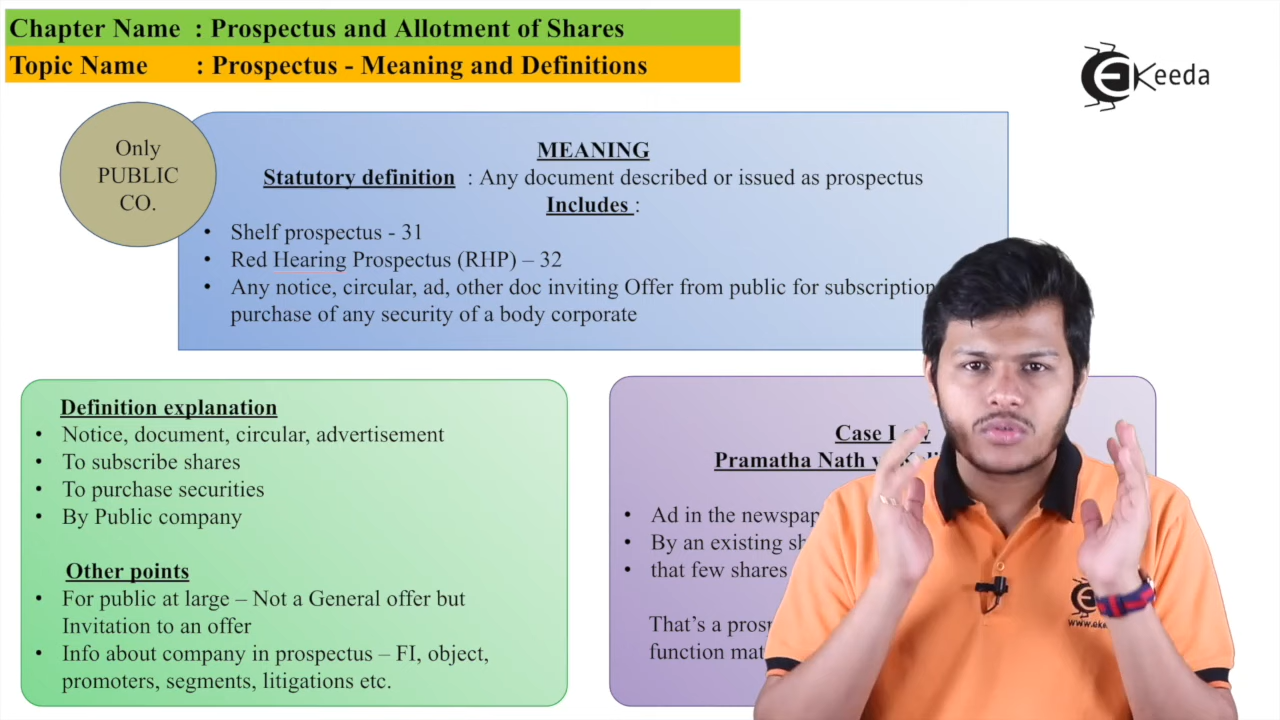 Chapter Name : Prospectus and Allotment of Shares
Topic Name : Prospectus - Meaning and Definitions
Keeda
Only
PUBLIC
CO.
MEANING
Statutory definition : Any document described or issued as prospectus
Includes :
• Shelf prospectus - 31
• Red Hearing Prospectus (RHP) – 32
• Any notice, circular, ad, other doc inviting Offer from public for subscription
purchase of any security of a body corporate
Definition explanation
• Notice, document, circular, advertisement
• To subscribe shares
• To purchase securities
• By Public company
Other points
• For public at large – Not a General offer but
Invitation to an offer
• Info about company in prospectus – FI, object,
promoters, segments, litigations etc.
Case
Pramatha Nath
• Ad in the
• By an existing
• that few shares
That's a
function